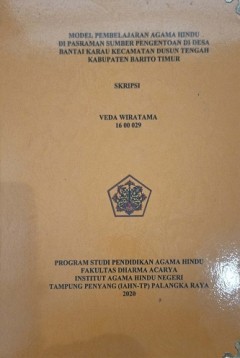 MODEL PEMBELAJARAN AGAMA HINDU
DI PASRAMAN SUMBER PENGENTOAN DI DESA
BANTAI KARAU KECAMATAN DUSUN TENGAH
KABUPATEN BARITO TIMUR
SKRIPSI
VEDA WIRATAMA
16 00 029
PROGRAM STUDI PENDIDIKAN AGAMA HINDU
FAKULTAS DHARMA ACARYA
INSTITUT AGAMA HINDU NEGERI
TAMPUNG PENYANG (IAHN-TP) PALANGKA RAYA
2020